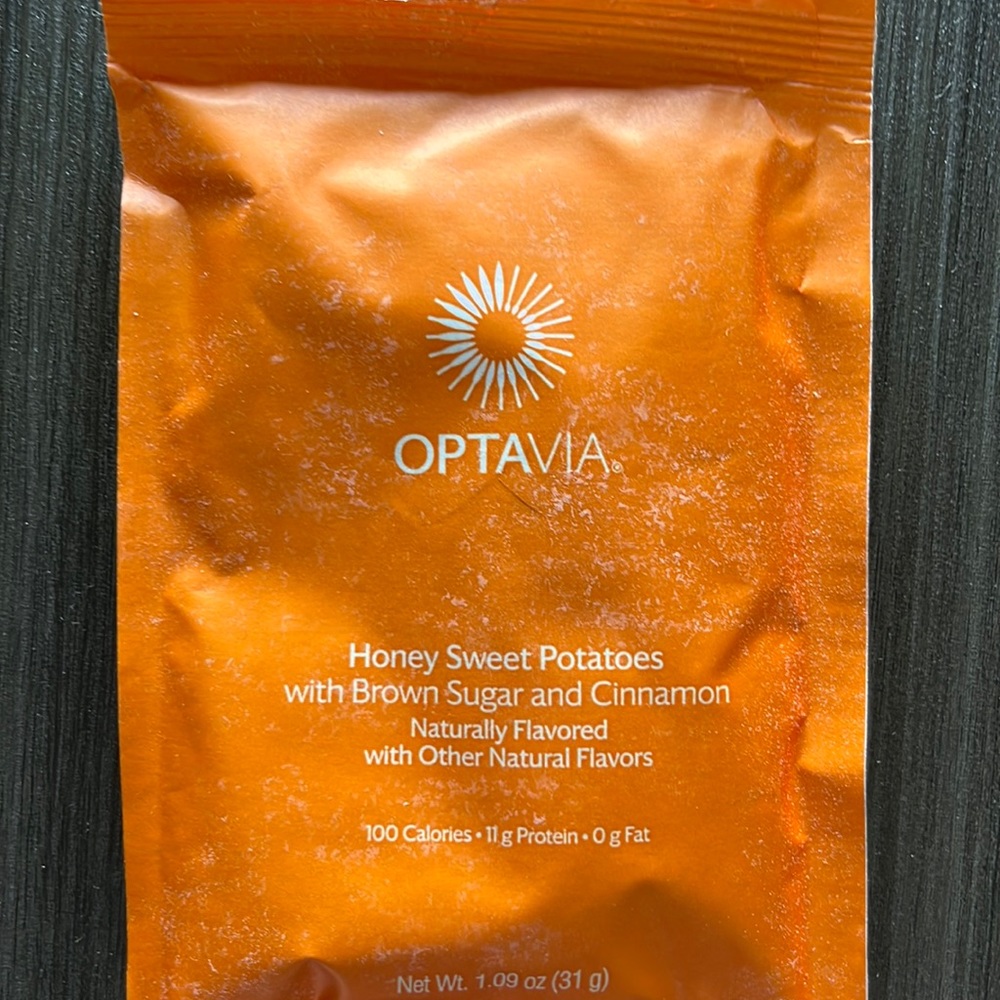 OPTAVIA®
Honey Sweet Potatoes
with Brown Sugar and Cinnamon
Naturally Flavored
with Other Natural Flavors
100 Calories • 11 g Protein • 0 g Fat
Net Wt. 1.09 oz (31 g)